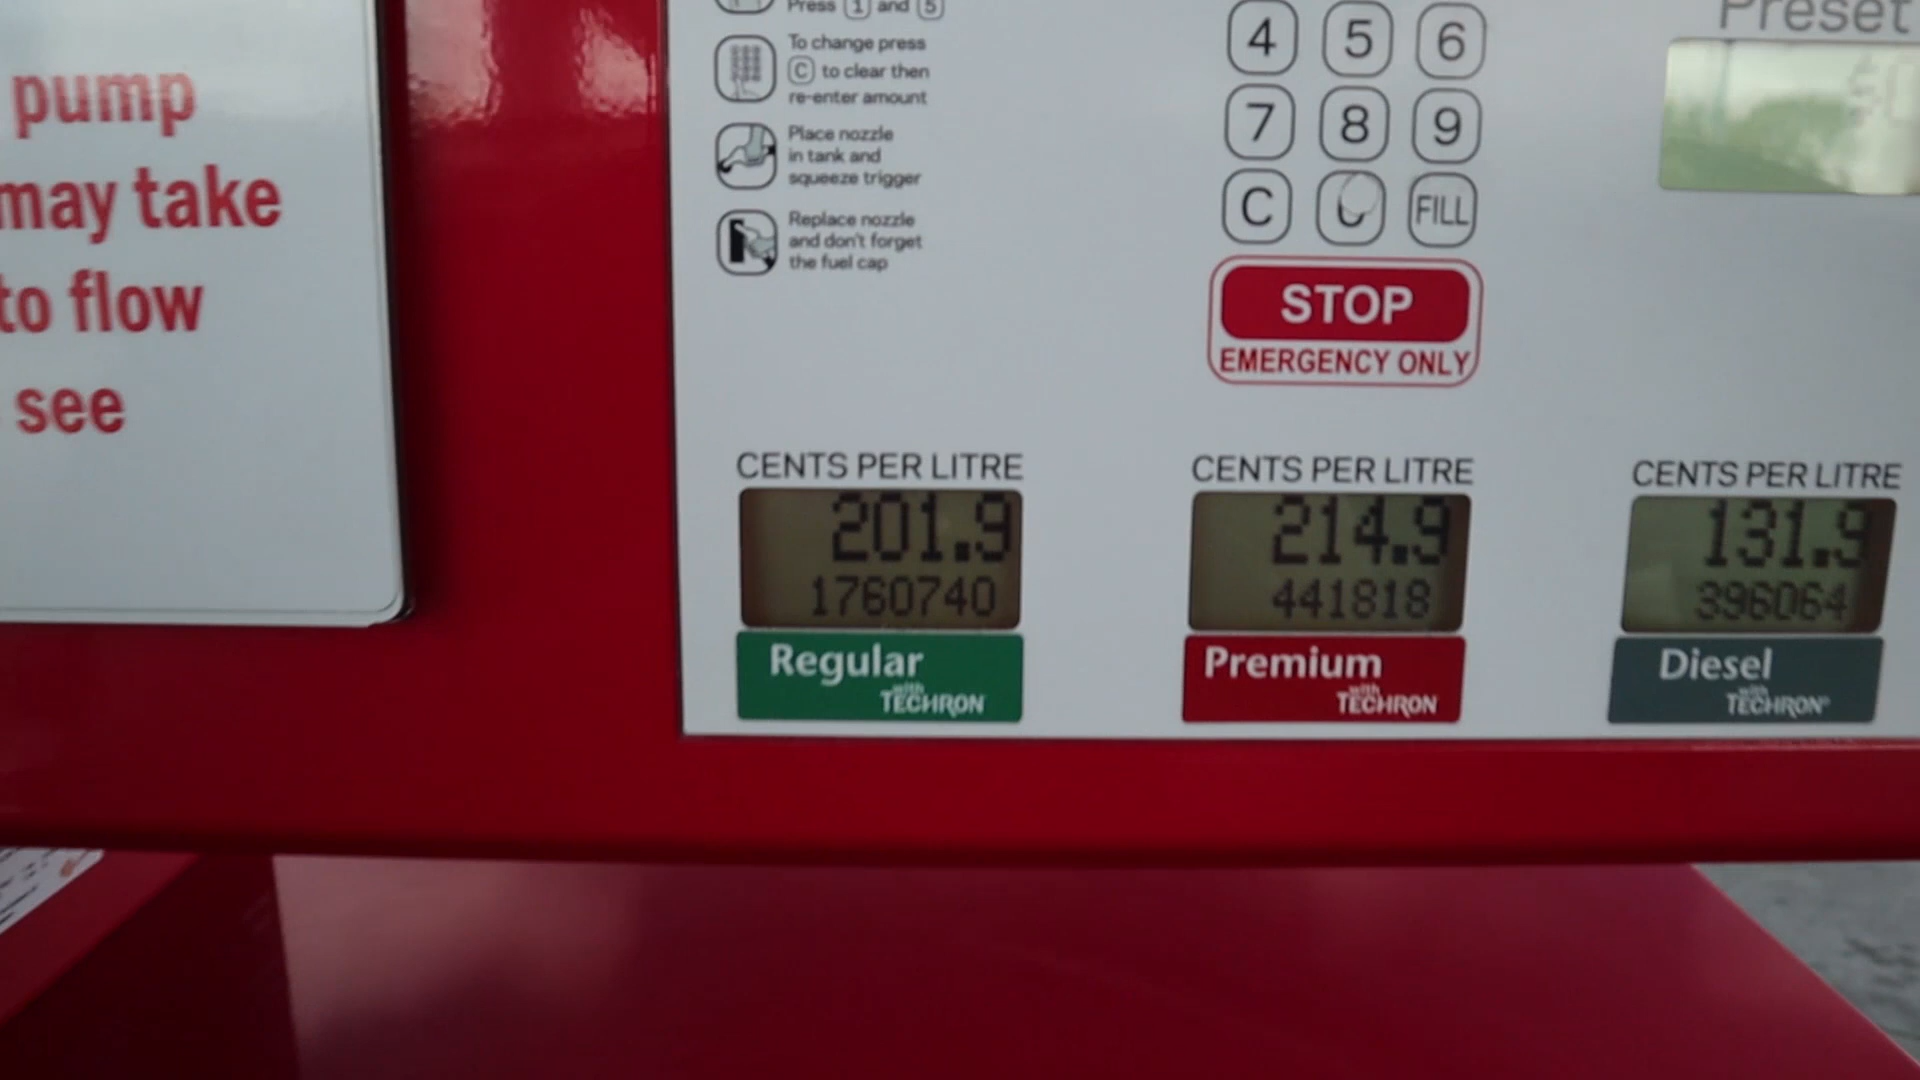 pump
may take
to flow
see
Press 1 and 5
To change press
C to clear then
re-enter amount
Place nozzle
in tank and
squeeze trigger
Replace nozzle
and don't forget
the fuel cap
4 5 6
7 8 9
C FILL
STOP
EMERGENCY ONLY
Preset
CENTS PER LITRE
201.9
1760740
Regular
with
TECHRON
CENTS PER LITRE
214.9
441818
Premium
with
TECHRON
CENTS PER LITRE
131.9
396064
Diesel
with
TECHRON®